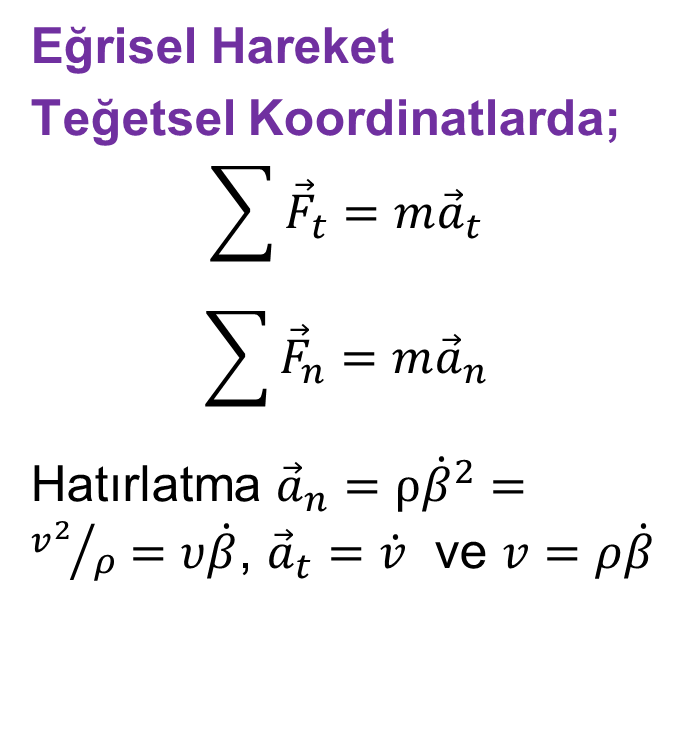 Eğrisel Hareket
Teğetsel Koordinatlarda;
∑ F⃗ₜ = ma⃗ₜ
∑ F⃗ₙ = ma⃗ₙ
Hatırlatma a⃗ₙ = ρβ̇² =
v²/ρ = υβ̇, a⃗ₜ = v̇ ve v = ρβ̇